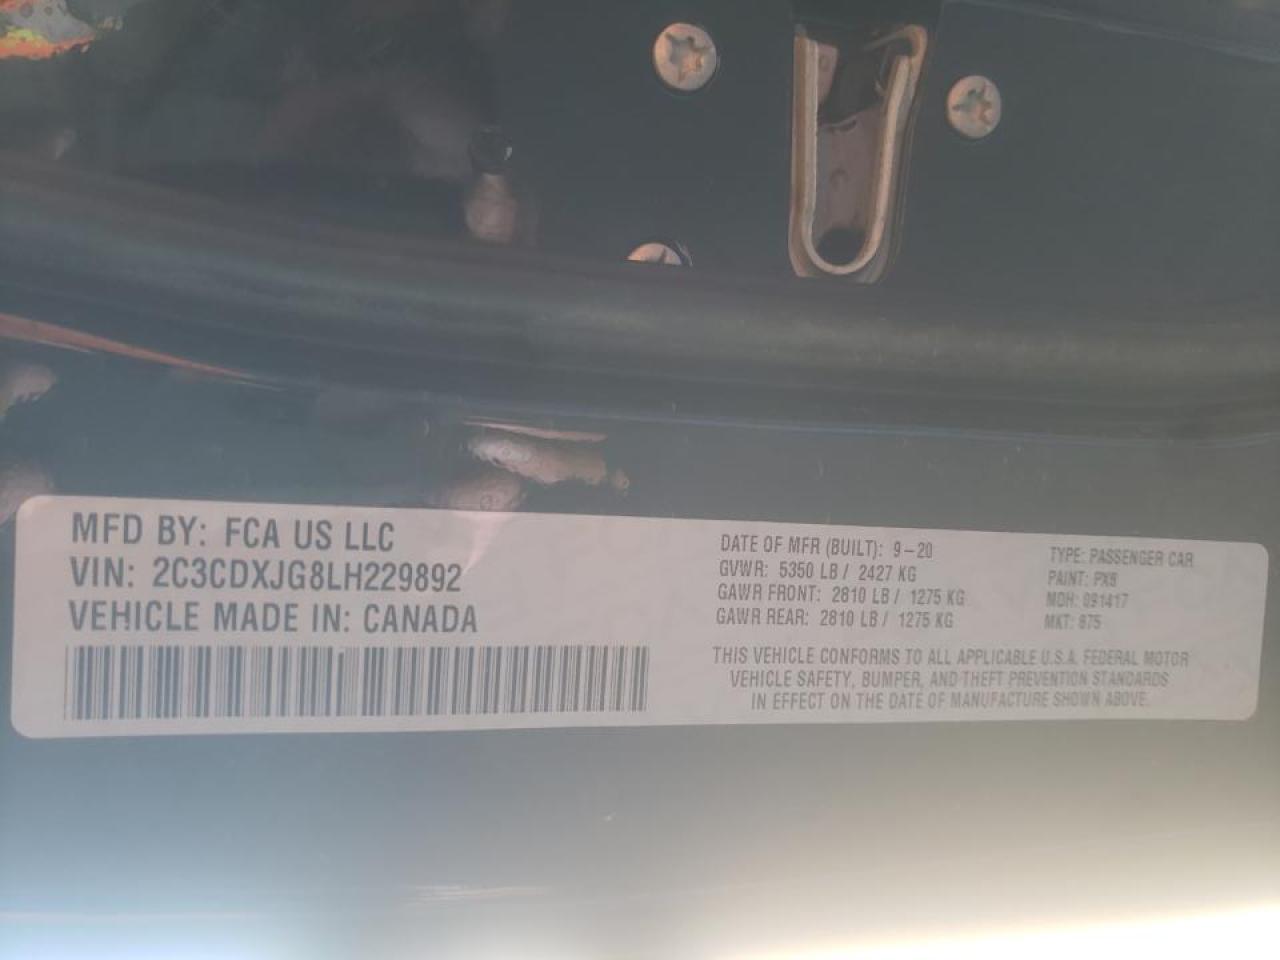 MFD BY: FCA US LLC
VIN: 2C3CDXJG8LH229892
VEHICLE MADE IN: CANADA
DATE OF MFR (BUILT): 9-20
GVWR: 5350 LB / 2427 KG
GAWR FRONT: 2810 LB / 1275 KG
GAWR REAR: 2810 LB / 1275 KG
TYPE: PASSENGER CAR
PAINT: PX8
MDH: 091417
MKT: 875
THIS VEHICLE CONFORMS TO ALL APPLICABLE U.S.A. FEDERAL MOTOR
VEHICLE SAFETY, BUMPER, AND THEFT PREVENTION STANDARDS
IN EFFECT ON THE DATE OF MANUFACTURE SHOWN ABOVE.